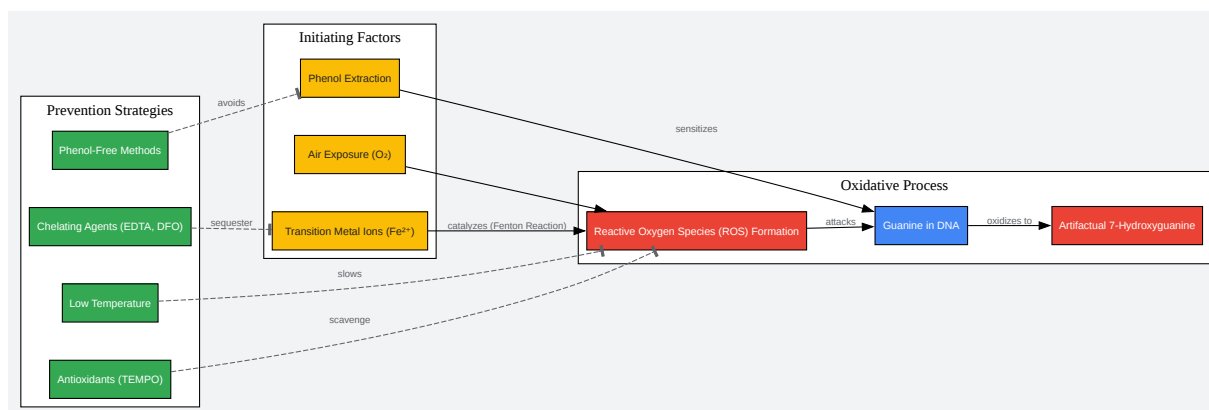 Prevention Strategies
Phenol-Free Methods
Chelating Agents (EDTA, DFO)
Low Temperature
Antioxidants (TEMPO)
avoids
sequester
slows
scavenge
Initiating Factors
Phenol Extraction
Air Exposure (O₂)
Transition Metal Ions (Fe²⁺)
sensitizes
catalyzes (Fenton Reaction)
Oxidative Process
Reactive Oxygen Species (ROS) Formation
attacks
Guanine in DNA
oxidizes to
Artifactual 7-Hydroxyguanine